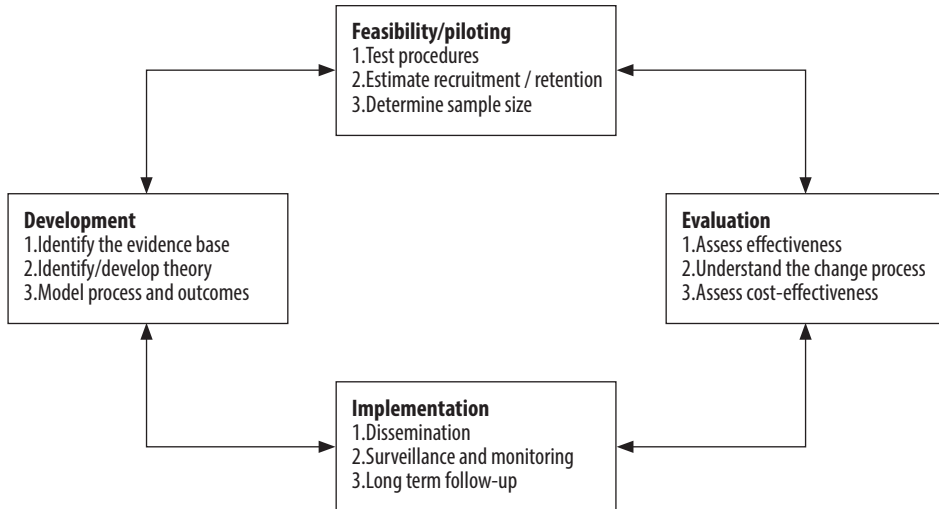 Feasibility/piloting
1.Test procedures
2.Estimate recruitment / retention
3.Determine sample size
Development
1.Identify the evidence base
2.Identify/develop theory
3.Model process and outcomes
Evaluation
1.Assess effectiveness
2.Understand the change process
3.Assess cost-effectiveness
Implementation
1.Dissemination
2.Surveillance and monitoring
3.Long term follow-up